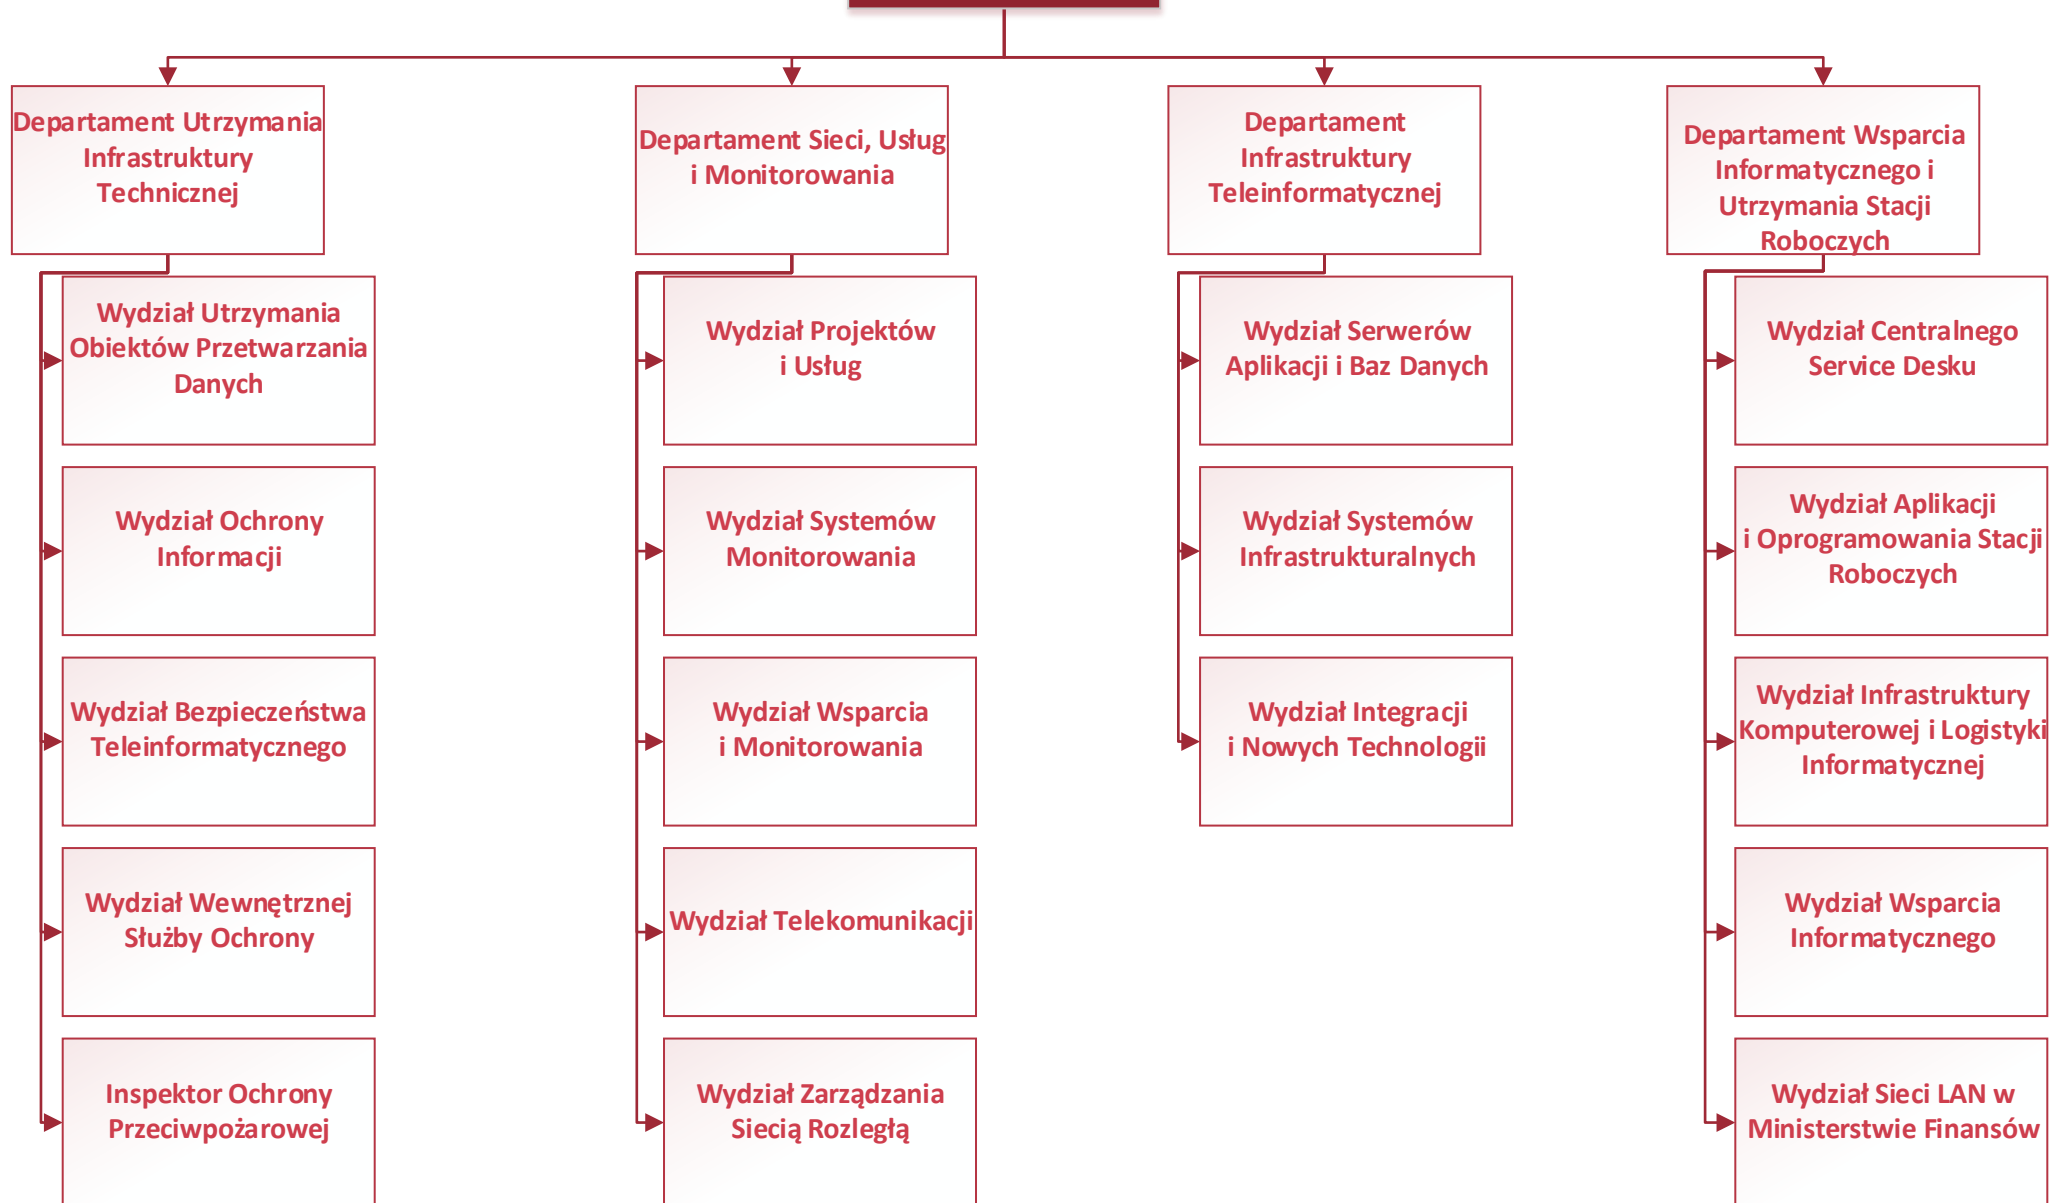 Departament Utrzymania
Infrastruktury
Technicznej
Departament Sieci, Usług
i Monitorowania
Departament
Infrastruktury
Teleinformatycznej
Departament Wsparcia
Informatycznego i
Utrzymania Stacji
Roboczych
Wydział Utrzymania
Obiektów Przetwarzania
Danych
Wydział Projektów
i Usług
Wydział Serwerów
Aplikacji i Baz Danych
Wydział Centralnego
Service Desku
Wydział Ochrony
Informacji
Wydział Systemów
Monitorowania
Wydział Systemów
Infrastrukturalnych
Wydział Aplikacji
i Oprogramowania Stacji
Roboczych
Wydział Bezpieczeństwa
Teleinformatycznego
Wydział Wsparcia
i Monitorowania
Wydział Integracji
i Nowych Technologii
Wydział Infrastruktury
Komputerowej i Logistyki
Informatycznej
Wydział Wewnętrznej
Służby Ochrony
Wydział Telekomunikacji
Wydział Wsparcia
Informatycznego
Inspektor Ochrony
Przeciwpożarowej
Wydział Zarządzania
Siecią Rozległą
Wydział Sieci LAN w
Ministerstwie Finansów